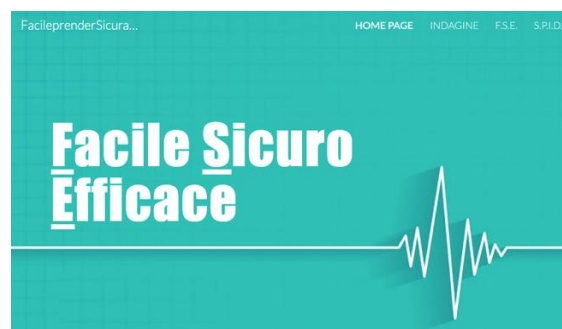 FacileprenderSicura...
HOME PAGE INDAGINE F.S.E. S.P.I.D.
Facile Sicuro
Efficace